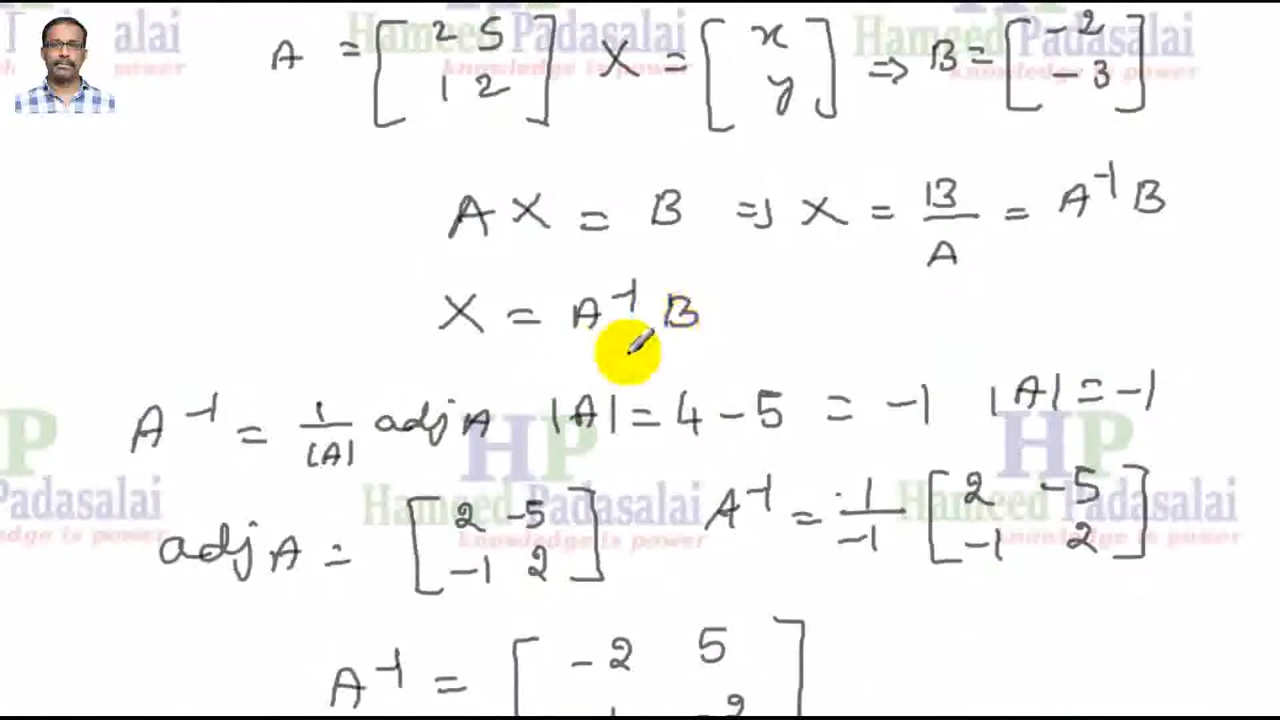 A = [ 2 5 1 2 ] X = [ x y ] => B = [ -2 -3 ]
AX = B => X = B/A = A⁻¹B
X = A⁻¹B
A⁻¹ = 1/|A| adj A |A| = 4 - 5 = -1 |A| = -1
adj A = [ 2 -5 -1 2 ] A⁻¹ = 1/-1 [ 2 -5 -1 2 ]
A⁻¹ = [ -2 5
Hameed Padasalai
knowledge is power
HP